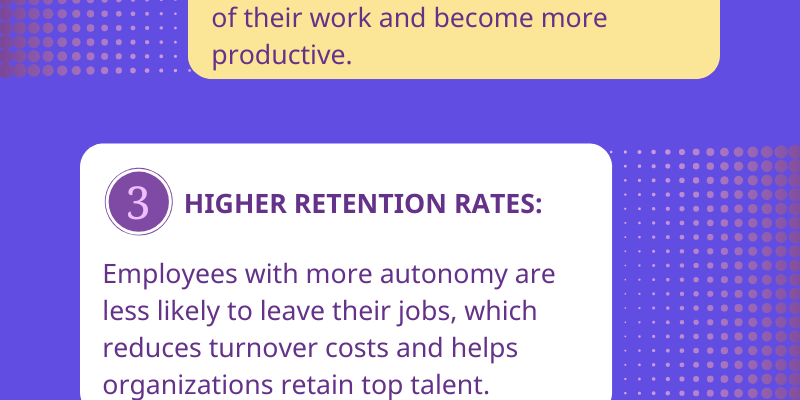 of their work and become more
productive.
3 HIGHER RETENTION RATES:
Employees with more autonomy are
less likely to leave their jobs, which
reduces turnover costs and helps
organizations retain top talent.